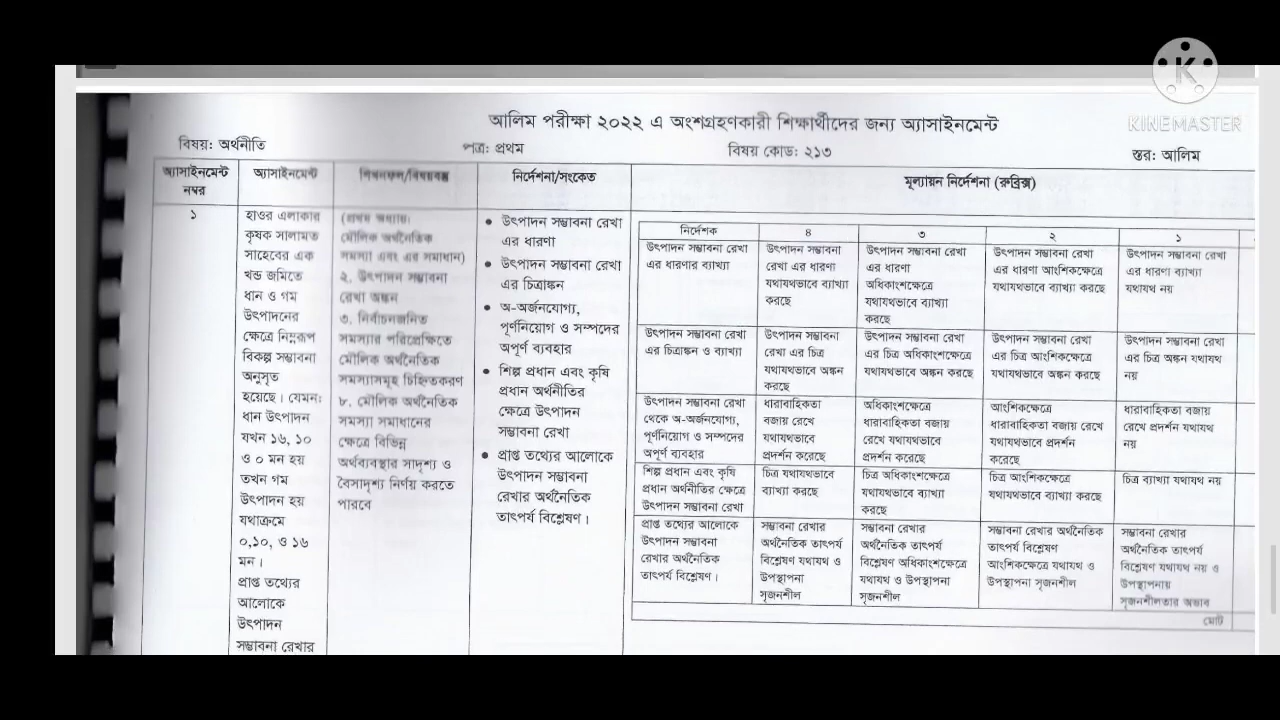 KINEMASTER
আলিম পরীক্ষা ২০২২ এ অংশগ্রহণকারী শিক্ষার্থীদের জন্য অ্যাসাইনমেন্ট
বিষয়: অর্থনীতি পত্র: প্রথম বিষয় কোড: ২১৩ স্তর: আলিম
অ্যাসাইনমেন্ট
নম্বর
অ্যাসাইনমেন্ট
শিখনফল/বিষয়বস্তু
নির্দেশনা/সংকেত
মূল্যায়ন নির্দেশনা (রুব্রিক্স)
১
হাওর এলাকার
কৃষক সালামত
সাহেবের এক
খন্ড জমিতে
ধান ও গম
উৎপাদনের
ক্ষেত্রে নিম্নরূপ
বিকল্প সম্ভাবনা
অনুসৃত
হয়েছে। যেমন:
ধান উৎপাদন
যখন ১৬, ১০
ও ০ মন হয়
তখন গম
উৎপাদন হয়
যথাক্রমে
০,১০, ও ১৬
মন।
প্রাপ্ত তথ্যের
আলোকে
উৎপাদন
সম্ভাবনা রেখার
(প্রথম অধ্যায়:
মৌলিক অর্থনৈতিক
সমস্যা এবং এর সমাধান)
২. উৎপাদন সম্ভাবনা
রেখা অঙ্কন
৩. নির্বাচনজনিত
সমস্যার পরিপ্রেক্ষিতে
মৌলিক অর্থনৈতিক
সমস্যাসমূহ চিহ্নিতকরণ
৮. মৌলিক অর্থনৈতিক
সমস্যা সমাধানের
ক্ষেত্রে বিভিন্ন
অর্থব্যবস্থার সাদৃশ্য ও
বৈসাদৃশ্য নির্ণয় করতে
পারবে
• উৎপাদন সম্ভাবনা রেখা
এর ধারণা
• উৎপাদন সম্ভাবনা রেখা
এর চিত্রাঙ্কন
• অ-অর্জনযোগ্য,
পূর্ণনিয়োগ ও সম্পদের
অপূর্ণ ব্যবহার
• শিল্প প্রধান এবং কৃষি
প্রধান অর্থনীতির
ক্ষেত্রে উৎপাদন
সম্ভাবনা রেখা
• প্রাপ্ত তথ্যের আলোকে
উৎপাদন সম্ভাবনা
রেখার অর্থনৈতিক
তাৎপর্য বিশ্লেষণ।
নির্দেশক ৪ ৩ ২ ১
উৎপাদন সম্ভাবনা রেখা
এর ধারণার ব্যাখ্যা
উৎপাদন সম্ভাবনা
রেখা এর ধারণা
যথাযথভাবে ব্যাখ্যা
করছে
উৎপাদন সম্ভাবনা রেখা
এর ধারণা
অধিকাংশক্ষেত্রে
যথাযথভাবে ব্যাখ্যা
করছে
উৎপাদন সম্ভাবনা রেখা
এর ধারণা আংশিকক্ষেত্রে
যথাযথভাবে ব্যাখ্যা করছে
উৎপাদন সম্ভাবনা রেখা
এর ধারণা ব্যাখ্যা
যথাযথ নয়
উৎপাদন সম্ভাবনা রেখা
এর চিত্রাঙ্কন ও ব্যাখ্যা
উৎপাদন সম্ভাবনা
রেখা এর চিত্র
যথাযথভাবে অঙ্কন
করছে
উৎপাদন সম্ভাবনা রেখা
এর চিত্র অধিকাংশক্ষেত্রে
যথাযথভাবে অঙ্কন করছে
উৎপাদন সম্ভাবনা রেখা
এর চিত্র আংশিকক্ষেত্রে
যথাযথভাবে অঙ্কন করছে
উৎপাদন সম্ভাবনা রেখা
এর চিত্র অঙ্কন যথাযথ
নয়
উৎপাদন সম্ভাবনা রেখা
থেকে অ-অর্জনযোগ্য,
পূর্ণনিয়োগ ও সম্পদের
অপূর্ণ ব্যবহার
ধারাবাহিকতা
বজায় রেখে
যথাযথভাবে
প্রদর্শন করেছে
অধিকাংশক্ষেত্রে
ধারাবাহিকতা বজায়
রেখে যথাযথভাবে
প্রদর্শন করেছে
আংশিকক্ষেত্রে
ধারাবাহিকতা বজায় রেখে
যথাযথভাবে প্রদর্শন
করেছে
ধারাবাহিকতা বজায়
রেখে প্রদর্শন যথাযথ
নয়
শিল্প প্রধান এবং কৃষি
প্রধান অর্থনীতির ক্ষেত্রে
উৎপাদন সম্ভাবনা রেখা
চিত্র যথাযথভাবে
ব্যাখ্যা করছে
চিত্র অধিকাংশক্ষেত্রে
যথাযথভাবে ব্যাখ্যা
করছে
চিত্র আংশিকক্ষেত্রে
যথাযথভাবে ব্যাখ্যা করছে
চিত্র ব্যাখ্যা যথাযথ নয়
প্রাপ্ত তথ্যের আলোকে
উৎপাদন সম্ভাবনা
রেখার অর্থনৈতিক
তাৎপর্য বিশ্লেষণ।
সম্ভাবনা রেখার
অর্থনৈতিক তাৎপর্য
বিশ্লেষণ যথাযথ ও
উপস্থাপনা
সৃজনশীল
সম্ভাবনা রেখার
অর্থনৈতিক তাৎপর্য
বিশ্লেষণ অধিকাংশক্ষেত্রে
যথাযথ ও উপস্থাপনা
সৃজনশীল
সম্ভাবনা রেখার অর্থনৈতিক
তাৎপর্য বিশ্লেষণ
আংশিকক্ষেত্রে যথাযথ ও
উপস্থাপনা সৃজনশীল
সম্ভাবনা রেখার
অর্থনৈতিক তাৎপর্য
বিশ্লেষণ যথাযথ নয় ও
উপস্থাপনায়
সৃজনশীলতার অভাব
মোট